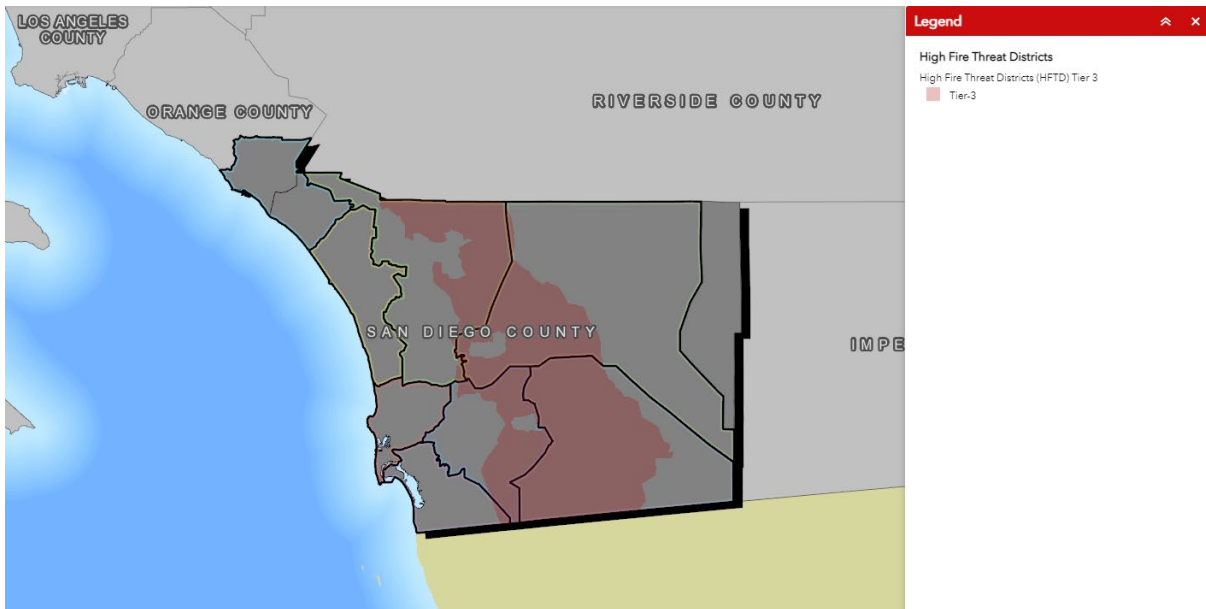 LOS ANGELES
COUNTY
ORANGE COUNTY
RIVERSIDE COUNTY
SAN DIEGO COUNTY
IMPE
Legend
High Fire Threat Districts
High Fire Threat Districts (HFTD) Tier 3
Tier-3